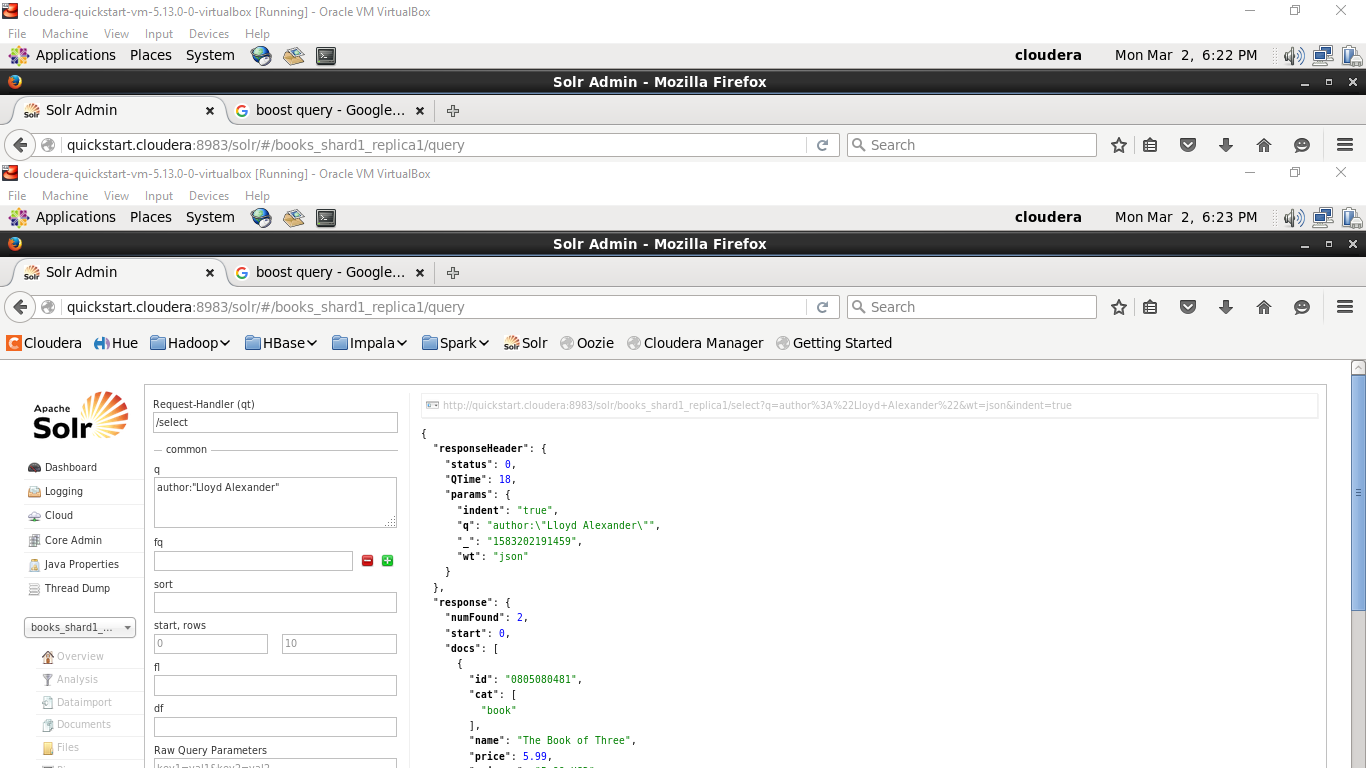 cloudera-quickstart-vm-5.13.0-0-virtualbox [Running] - Oracle VM VirtualBox
File Machine View Input Devices Help
Applications Places System cloudera Mon Mar 2, 6:22 PM
Solr Admin - Mozilla Firefox
Solr Admin boost query - Google...
quickstart.cloudera:8983/solr/#/books_shard1_replica1/query Search
cloudera-quickstart-vm-5.13.0-0-virtualbox [Running] - Oracle VM VirtualBox
File Machine View Input Devices Help
Applications Places System cloudera Mon Mar 2, 6:23 PM
Solr Admin - Mozilla Firefox
Solr Admin boost query - Google...
quickstart.cloudera:8983/solr/#/books_shard1_replica1/query Search
Cloudera Hue Hadoop HBase Impala Spark Solr Oozie Cloudera Manager Getting Started
Apache
Solr
Dashboard
Logging
Cloud
Core Admin
Java Properties
Thread Dump
books_shard1_...
Overview
Analysis
Dataimport
Documents
Files
Request-Handler (qt)
/select
common
q
author:"Lloyd Alexander"
fq
sort
start, rows
0 10
fl
df
Raw Query Parameters
key1=val1&key2=val2
http://quickstart.cloudera:8983/solr/books_shard1_replica1/select?q=author%3A%22Lloyd+Alexander%22&wt=json&indent=true
{
"responseHeader": {
"status": 0,
"QTime": 18,
"params": {
"indent": "true",
"q": "author:\"Lloyd Alexander\"",
"_": "1583202191459",
"wt": "json"
}
},
"response": {
"numFound": 2,
"start": 0,
"docs": [
{
"id": "0805080481",
"cat": [
"book"
],
"name": "The Book of Three",
"price": 5.99,